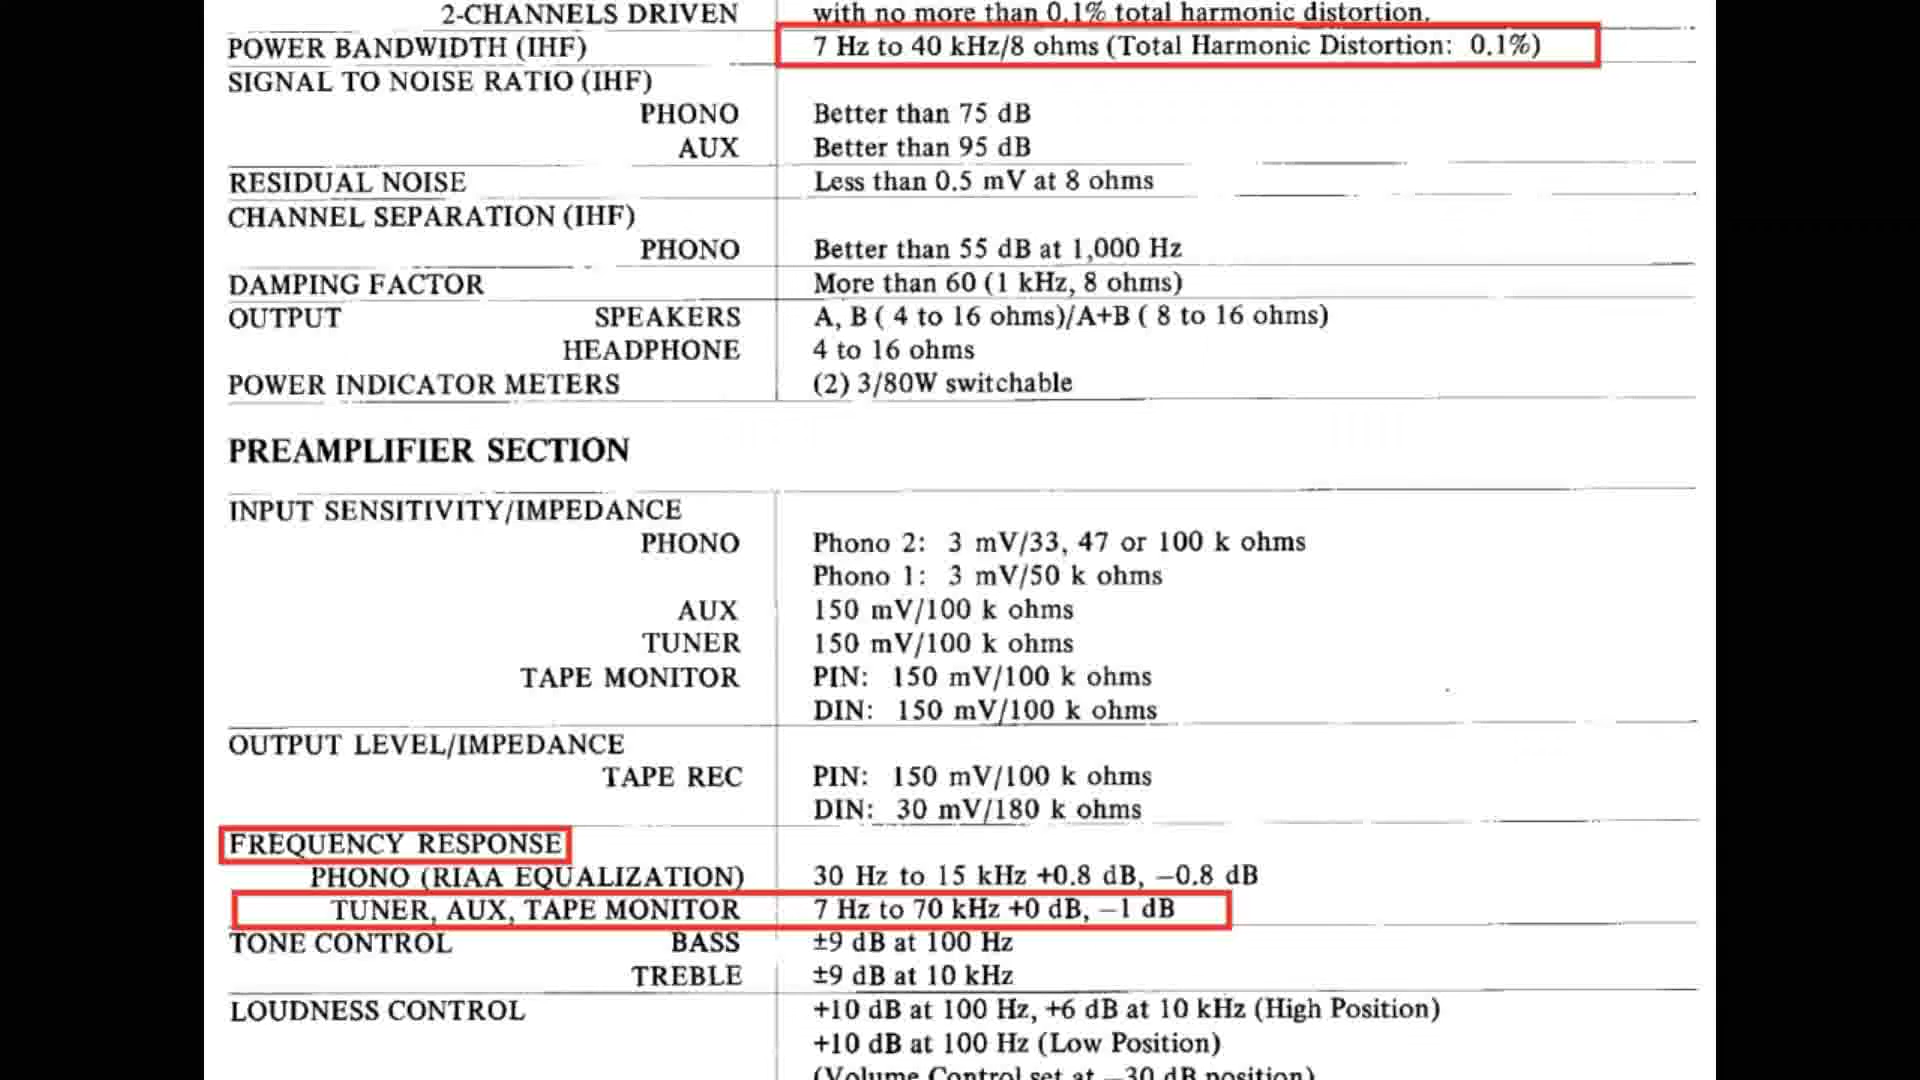 2-CHANNELS DRIVEN with no more than 0.1% total harmonic distortion.
POWER BANDWIDTH (IHF) 7 Hz to 40 kHz/8 ohms (Total Harmonic Distortion: 0.1%)
SIGNAL TO NOISE RATIO (IHF)
PHONO Better than 75 dB
AUX Better than 95 dB
RESIDUAL NOISE Less than 0.5 mV at 8 ohms
CHANNEL SEPARATION (IHF)
PHONO Better than 55 dB at 1,000 Hz
DAMPING FACTOR More than 60 (1 kHz, 8 ohms)
OUTPUT SPEAKERS A, B ( 4 to 16 ohms)/A+B ( 8 to 16 ohms)
HEADPHONE 4 to 16 ohms
POWER INDICATOR METERS (2) 3/80W switchable
PREAMPLIFIER SECTION
INPUT SENSITIVITY/IMPEDANCE
PHONO Phono 2: 3 mV/33, 47 or 100 k ohms
Phono 1: 3 mV/50 k ohms
AUX 150 mV/100 k ohms
TUNER 150 mV/100 k ohms
TAPE MONITOR PIN: 150 mV/100 k ohms
DIN: 150 mV/100 k ohms
OUTPUT LEVEL/IMPEDANCE
TAPE REC PIN: 150 mV/100 k ohms
DIN: 30 mV/180 k ohms
FREQUENCY RESPONSE
PHONO (RIAA EQUALIZATION) 30 Hz to 15 kHz +0.8 dB, −0.8 dB
TUNER, AUX, TAPE MONITOR 7 Hz to 70 kHz +0 dB, −1 dB
TONE CONTROL BASS ±9 dB at 100 Hz
TREBLE ±9 dB at 10 kHz
LOUDNESS CONTROL +10 dB at 100 Hz, +6 dB at 10 kHz (High Position)
+10 dB at 100 Hz (Low Position)
(Volume Control set at −30 dB position)